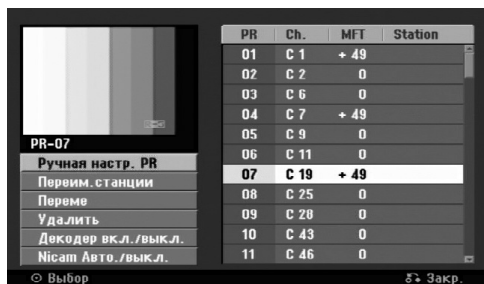 PR Ch. MFT Station
01 C 1 + 49
02 C 2 0
03 C 6 0
04 C 7 + 49
05 C 9 0
06 C 11 0
07 C 19 + 49
08 C 25 0
09 C 28 0
10 C 43 0
11 C 46 0
PR-07
Ручная настр. PR
Переим.станции
Переме
Удалить
Декодер вкл./выкл.
Nicam Авто./выкл.
Выбор
Закр.